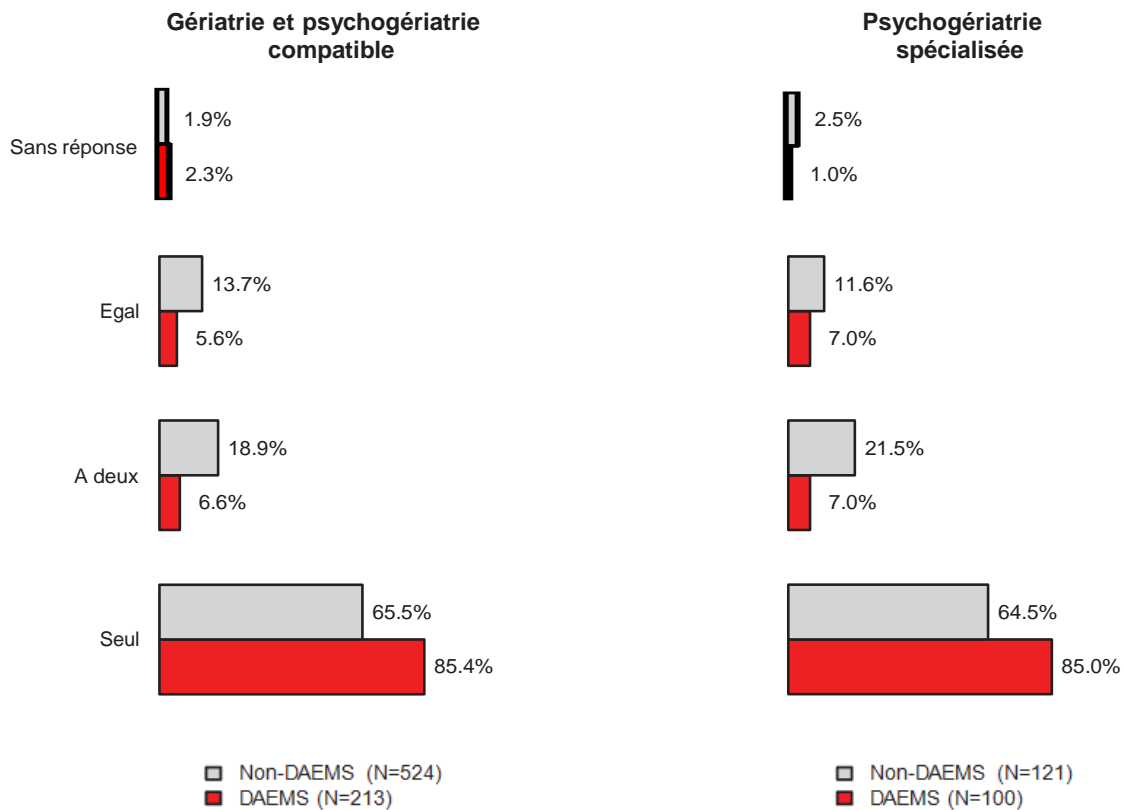 Gériatrie et psychogériatrie
compatible
Psychogériatrie
spécialisée
Sans réponse
1.9%
2.3%
2.5%
1.0%
Egal
13.7%
5.6%
11.6%
7.0%
A deux
18.9%
6.6%
21.5%
7.0%
Seul
65.5%
85.4%
64.5%
85.0%
Non-DAEMS (N=524)
DAEMS (N=213)
Non-DAEMS (N=121)
DAEMS (N=100)